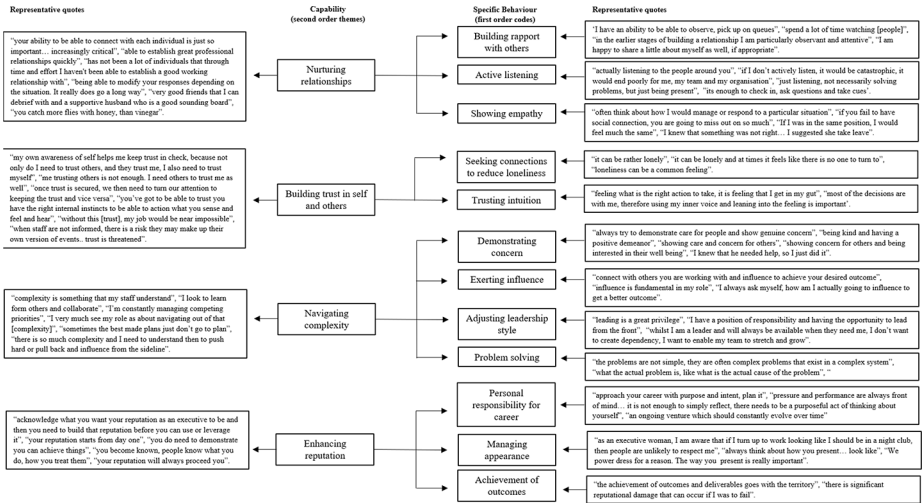 Representative quotes
Capability
(second order themes)
Specific Behaviour
(first order codes)
Representative quotes
"your ability to be able to connect with each individual is just so
important… increasingly critical", "able to establish great professional
relationships quickly", "has not been a lot of individuals that through
time and effort I haven't been able to establish a good working
relationship with", "being able to modify your responses depending on
the situation. It really does go a long way", "very good friends that I can
debrief with and a supportive husband who is a good sounding board",
"you catch more flies with honey, than vinegar".
Nurturing
relationships
Building rapport
with others
'I have an ability to be able to observe, pick up on queues", "spend a lot of time watching [people]",
"in the earlier stages of building a relationship I am particularly observant and attentive", "I am
happy to share a little about myself as well, if appropriate".
Active listening
"actually listening to the people around you", "if I don't actively listen, it would be catastrophic, it
would end poorly for me, my team and my organisation", "just listening, not necessarily solving
problems, but just being present", "its enough to check in, ask questions and take cues'.
Showing empathy
"often think about how I would manage or respond to a particular situation", "if you fail to have
social connection, you are going to miss out on so much", "If I was in the same position, I would
feel much the same", "I knew that something was not right… I suggested she take leave".
"my own awareness of self helps me keep trust in check, because not
only do I need to trust others, and they trust me, I also need to trust
myself", "me trusting others is not enough. I need others to trust me as
well", "once trust is secured, we then need to turn our attention to
keeping the trust and vice versa", "you've got to be able to trust you
have the right internal instincts to be able to action what you sense and
feel and hear", "without this [trust], my job would be near impossible",
"when staff are not informed, there is a risk they may make up their
own version of events.. trust is threatened".
Building trust in self
and others
Seeking connections
to reduce loneliness
"it can be rather lonely", "it can be lonely and at times it feels like there is no one to turn to",
"loneliness can be a common feeling".
Trusting intuition
"feeling what is the right action to take, it is feeling that I get in my gut", "most of the decisions are
with me, therefore using my inner voice and leaning into the feeling is important'.
"complexity is something that my staff understand", "I look to learn
form others and collaborate", "I'm constantly managing competing
priorities", "I very much see my role as about navigating out of that
[complexity]", "sometimes the best made plans just don't go to plan",
"there is so much complexity and I need to understand then to push
hard or pull back and influence from the sideline".
Navigating
complexity
Demonstrating
concern
"always try to demonstrate care for people and show genuine concern", "being kind and having a
positive demeanor", "showing care and concern for others", "showing concern for others and being
interested in their well being", "I knew that he needed help, so I just did it".
Exerting influence
"connect with others you are working with and influence to achieve your desired outcome",
"influence is fundamental in my role", "I always ask myself, how am I actually going to influence to
get a better outcome".
Adjusting leadership
style
"leading is a great privilege", "I have a position of responsibility and having the opportunity to lead
from the front", "whilst I am a leader and will always be available when they need me, I don't want
to create dependency, I want to enable my team to stretch and grow".
Problem solving
"the problems are not simple, they are often complex problems that exist in a complex system",
"what the actual problem is, like what is the actual cause of the problem", "
"acknowledge what you want your reputation as an executive to be and
then you need to build that reputation before you can use or leverage
it", "your reputation starts from day one", "you do need to demonstrate
you can achieve things", "you become known, people know what you
do, how you treat them", "your reputation will always proceed you".
Enhancing
reputation
Personal
responsibility for
career
"approach your career with purpose and intent, plan it", "pressure and performance are always front
of mind… it is not enough to simply reflect, there needs to be a purposeful act of thinking about
yourself", "an ongoing venture which should constantly evolve over time"
Managing
appearance
"as an executive woman, I am aware that if I turn up to work looking like I should be in a night club,
then people are unlikely to respect me", "always think about how you present… look like", "We
power dress for a reason. The way you present is really important".
Achievement of
outcomes
"the achievement of outcomes and deliverables goes with the territory", "there is significant
reputational damage that can occur if I was to fail".